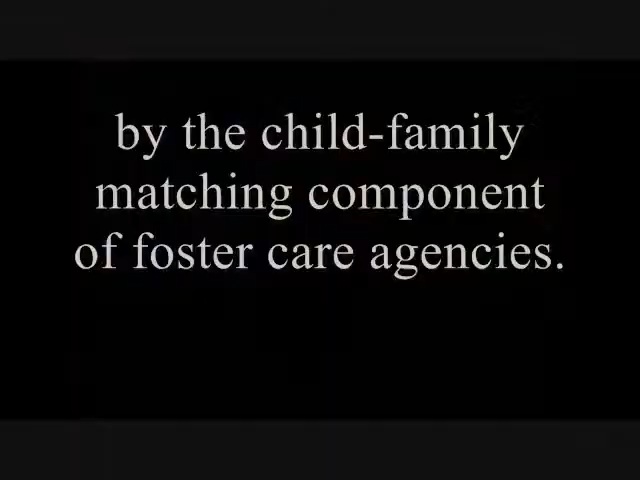 by the child-family
matching component
of foster care agencies.